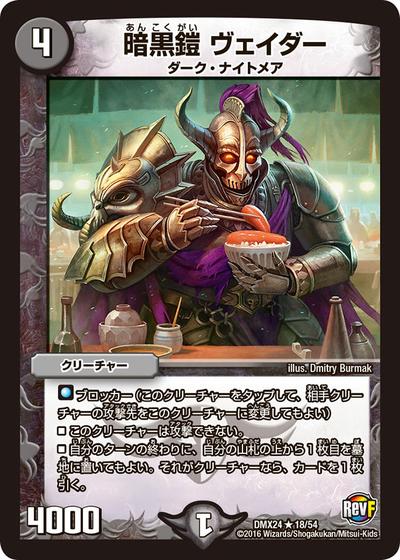 4
あんこくがい
暗黒鎧 ヴェイダー
ダーク・ナイトメア
クリーチャー
illus. Dmitry Burmak
ブロッカー (このクリーチャーをタップして、相手クリ
ーチャーの攻撃先をこのクリーチャーに変更してもよい)
■ このクリーチャーは攻撃できない。
■ 自分のターンの終わりに、自分の山札の上から1枚目を墓
地に置いてもよい。それがクリーチャーなら、カードを1枚
引く。
4000
RevF
DMX24 ★ 18/54
©2016 Wizards/Shogakukan/Mitsui-Kids